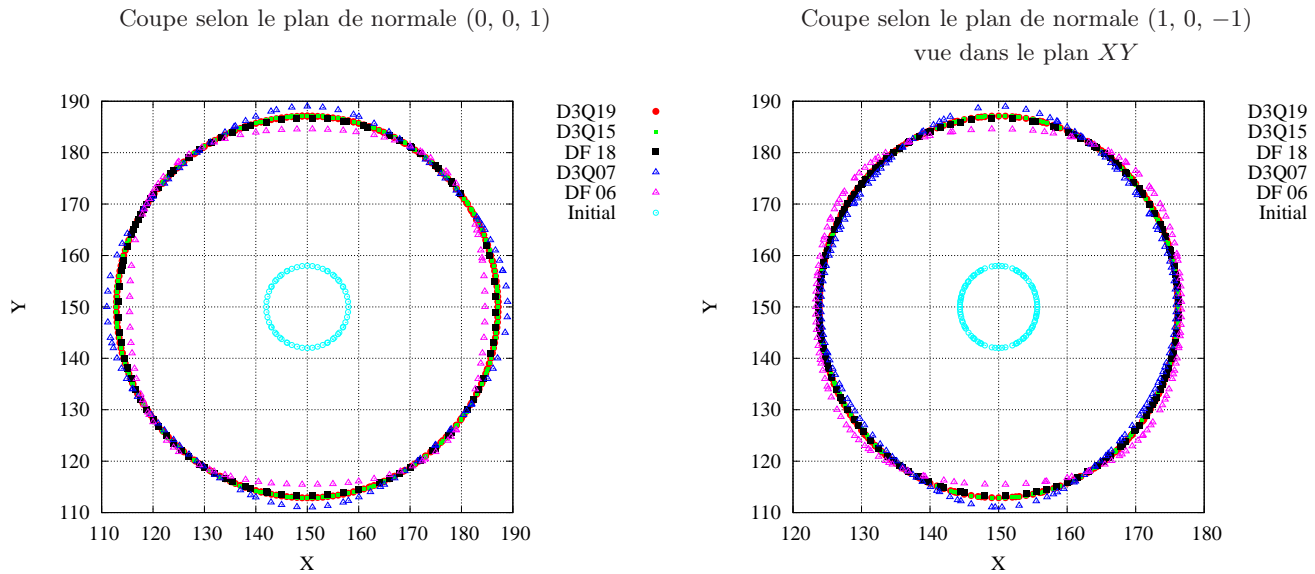 Coupe selon le plan de normale (0, 0, 1)
Coupe selon le plan de normale (1, 0, −1)
vue dans le plan XY
190
180
170
160
150
140
130
120
110
Y
110 120 130 140 150 160 170 180 190
X
D3Q19
D3Q15
DF 18
D3Q07
DF 06
Initial
190
180
170
160
150
140
130
120
110
Y
120 130 140 150 160 170 180
X
D3Q19
D3Q15
DF 18
D3Q07
DF 06
Initial